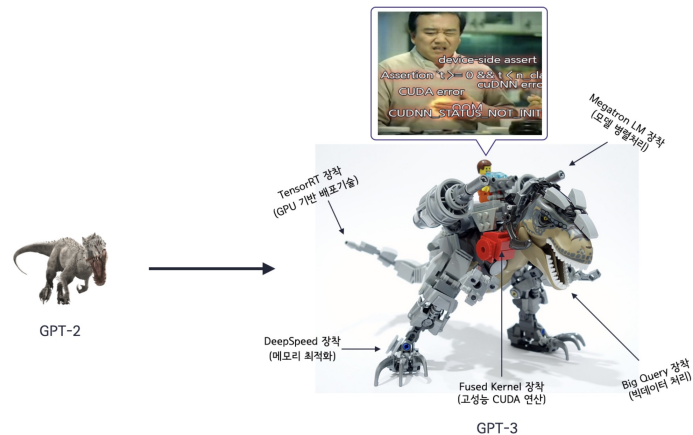 device-side assert
Assertion `t >= 0 && t < n_cla
cuDNN erro
CUDA error
OOM
CUDNN_STATUS_NOT_INIT
Megatron LM 장착
(모델 병렬처리)
TensorRT 장착
(GPU 기반 배포기술)
GPT-2
DeepSpeed 장착
(메모리 최적화)
Fused Kernel 장착
(고성능 CUDA 연산)
Big Query 장착
(빅데이터 처리)
GPT-3